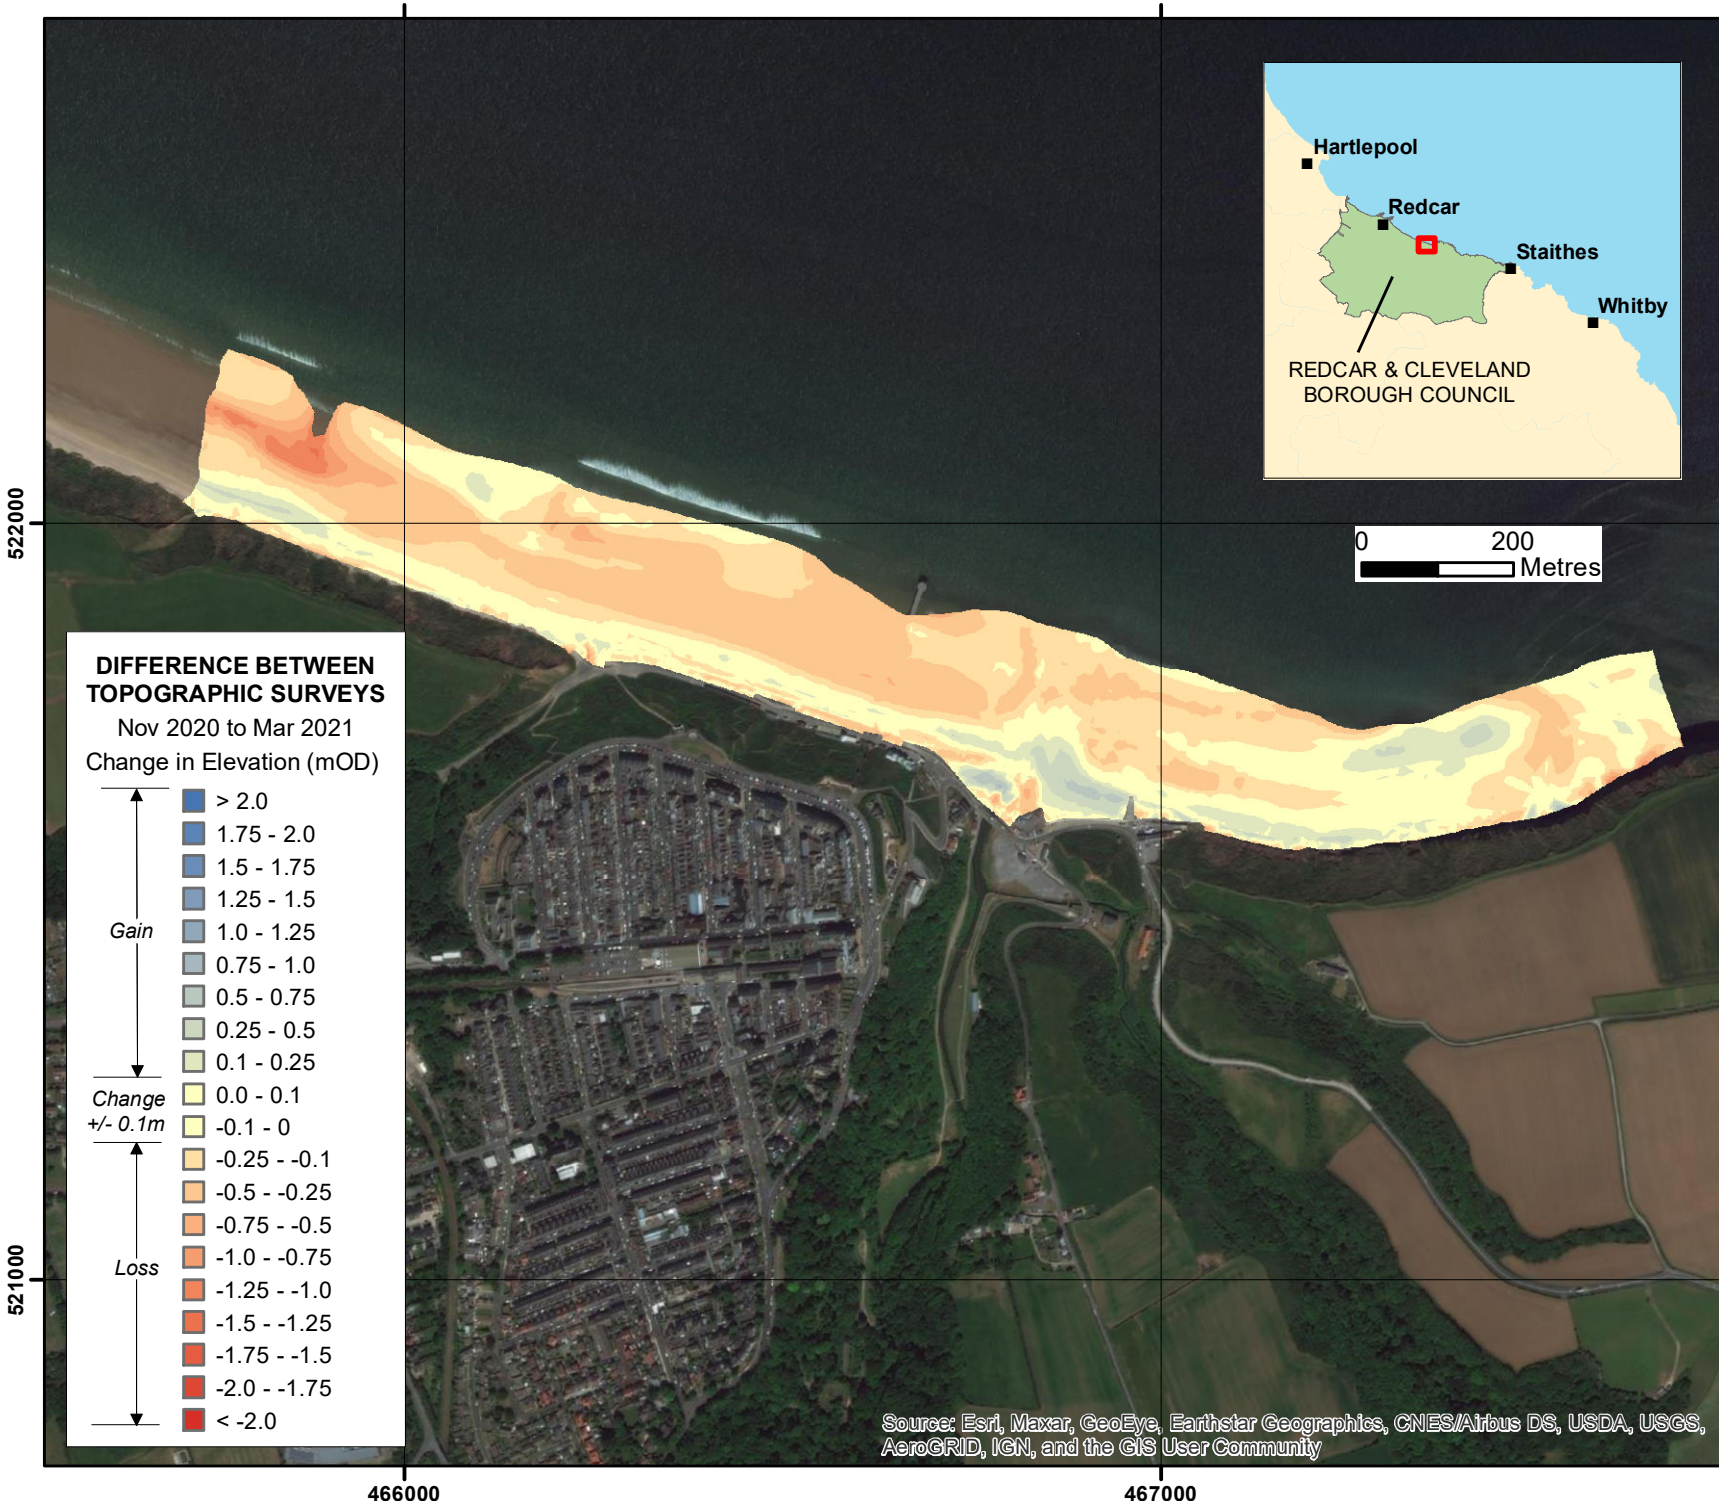 Hartlepool
Redcar
Staithes
Whitby
REDCAR & CLEVELAND
BOROUGH COUNCIL
0 200
Metres
522000
521000
DIFFERENCE BETWEEN
TOPOGRAPHIC SURVEYS
Nov 2020 to Mar 2021
Change in Elevation (mOD)
> 2.0
1.75 - 2.0
1.5 - 1.75
1.25 - 1.5
Gain
1.0 - 1.25
0.75 - 1.0
0.5 - 0.75
0.25 - 0.5
0.1 - 0.25
Change
+/- 0.1m
0.0 - 0.1
-0.1 - 0
-0.25 - -0.1
-0.5 - -0.25
-0.75 - -0.5
-1.0 - -0.75
Loss
-1.25 - -1.0
-1.5 - -1.25
-1.75 - -1.5
-2.0 - -1.75
< -2.0
Source: Esri, Maxar, GeoEye, Earthstar Geographics, CNES/Airbus DS, USDA, USGS,
AeroGRID, IGN, and the GIS User Community
466000
467000